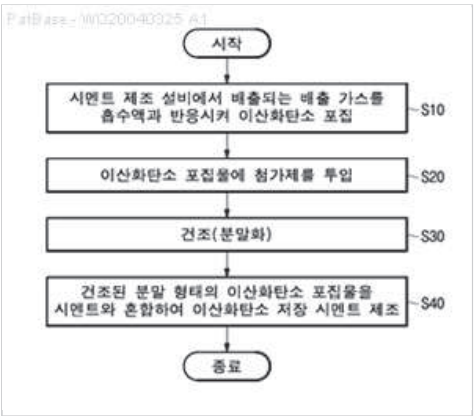 PatBase - WO20040325 A1
시작
시멘트 제조 설비에서 배출되는 배출 가스를
흡수액과 반응시켜 이산화탄소 포집
S10
이산화탄소 포집물에 첨가제를 투입
S20
건조(분말화)
S30
건조된 분말 형태의 이산화탄소 포집물을
시멘트와 혼합하여 이산화탄소 저장 시멘트 제조
S40
종료